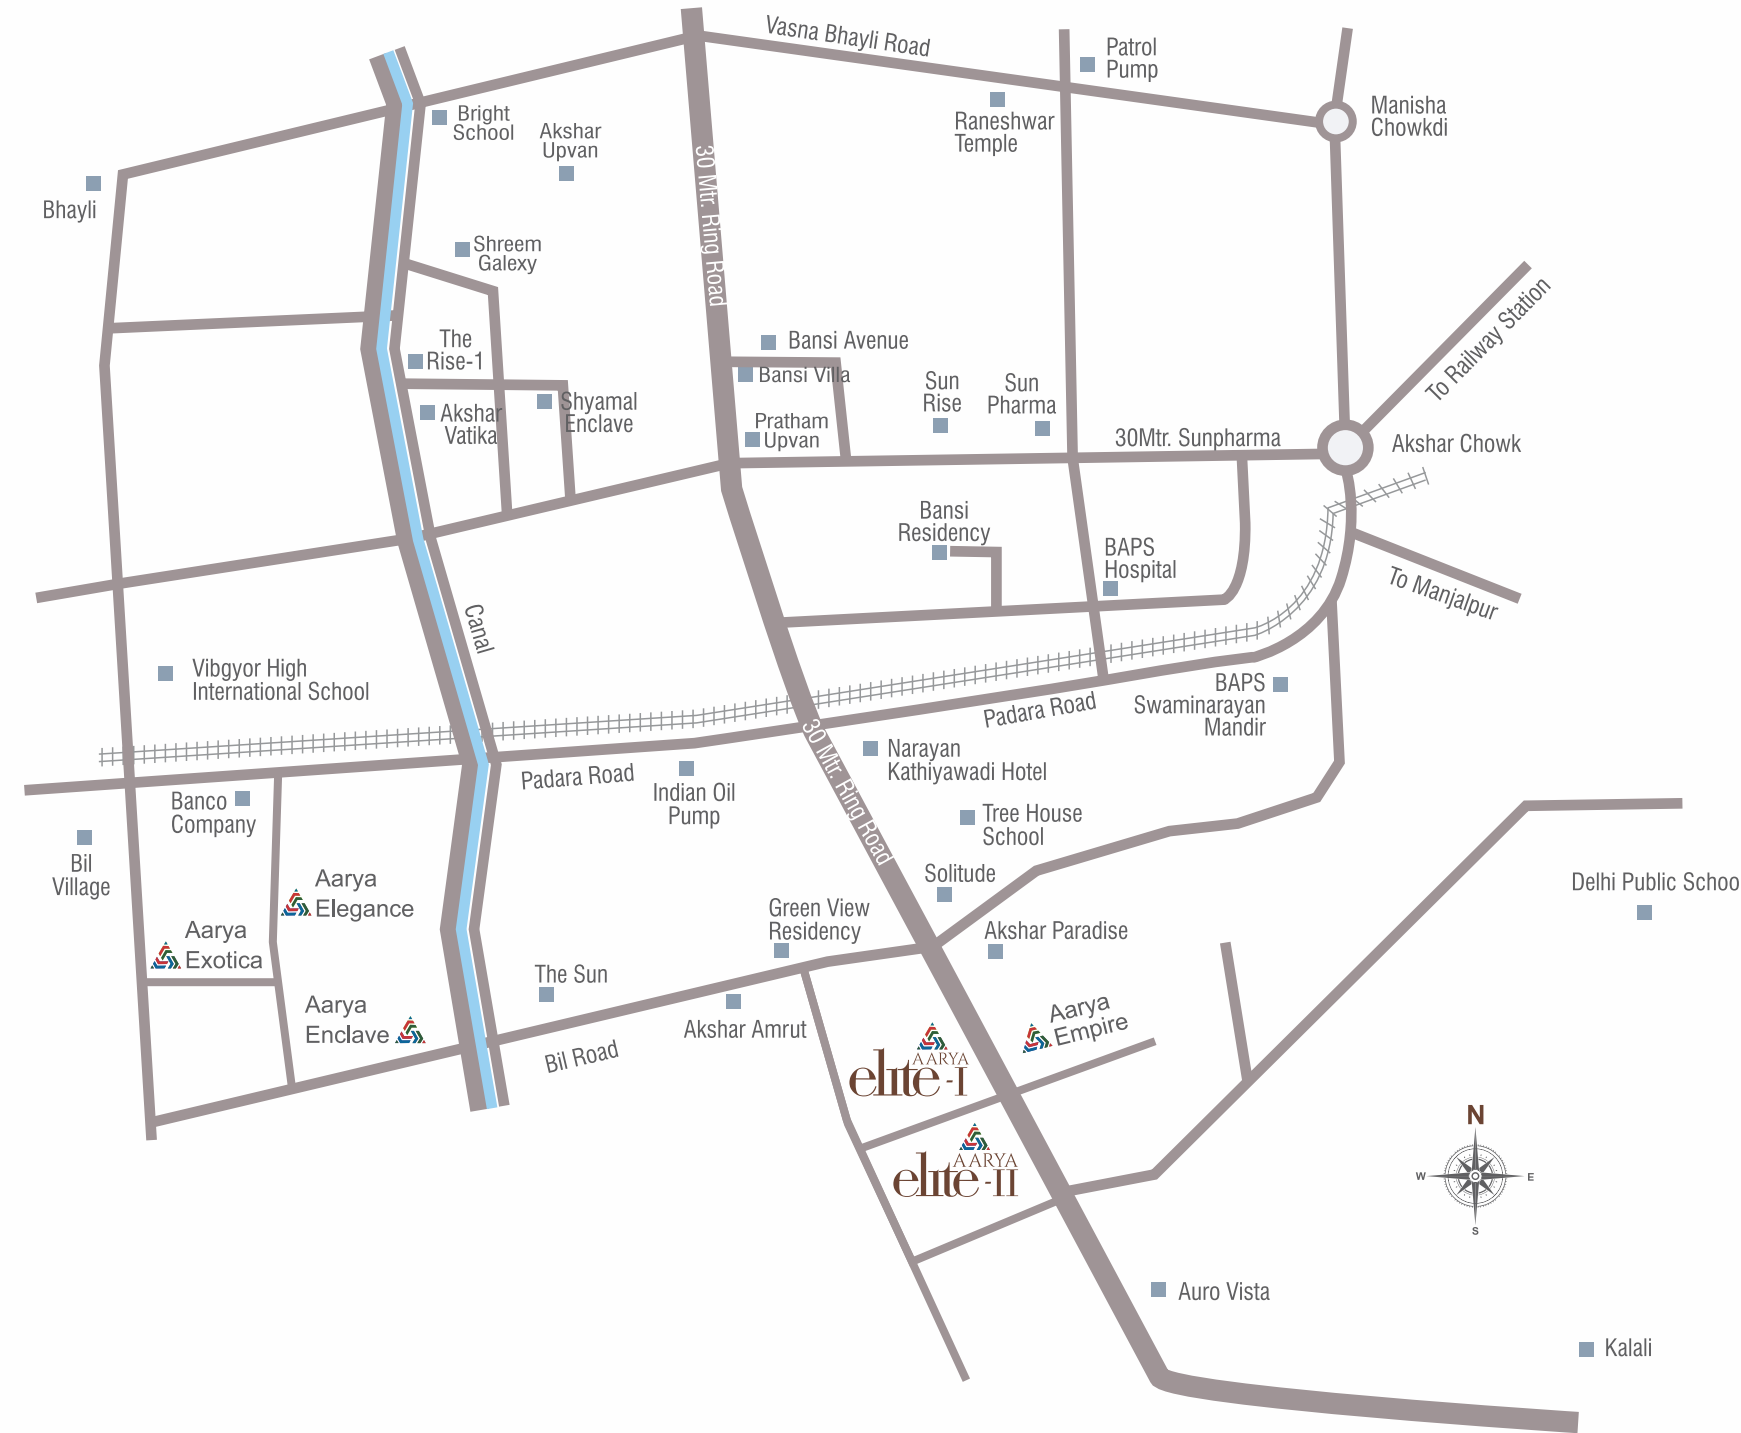 Vasna Bhayli Road
Patrol
Pump
Manisha
Chowkdi
Bright
School
Akshar
Upvan
Raneshwar
Temple
Bhayli
30 Mtr. Ring Road
Shreem
Galexy
To Railway Station
The
Rise-1
Bansi Avenue
Bansi Villa
Sun
Rise
Sun
Pharma
Akshar
Vatika
Shyamal
Enclave
Pratham
Upvan
30Mtr. Sunpharma
Akshar Chowk
Bansi
Residency
BAPS
Hospital
To Manjalpur
Canal
Vibgyor High
International School
BAPS
Swaminarayan
Mandir
Padara Road
30 Mtr. Ring Road
Narayan
Kathiyawadi Hotel
Padara Road
Indian Oil
Pump
Banco
Company
Tree House
School
Bil
Village
Aarya
Elegance
Solitude
Delhi Public Schoo
Green View
Residency
Akshar Paradise
Aarya
Exotica
The Sun
Aarya
Enclave
Akshar Amrut
Aarya
Empire
Bil Road
AARYA
elite-I
AARYA
elite-II
N
W
E
S
Auro Vista
Kalali